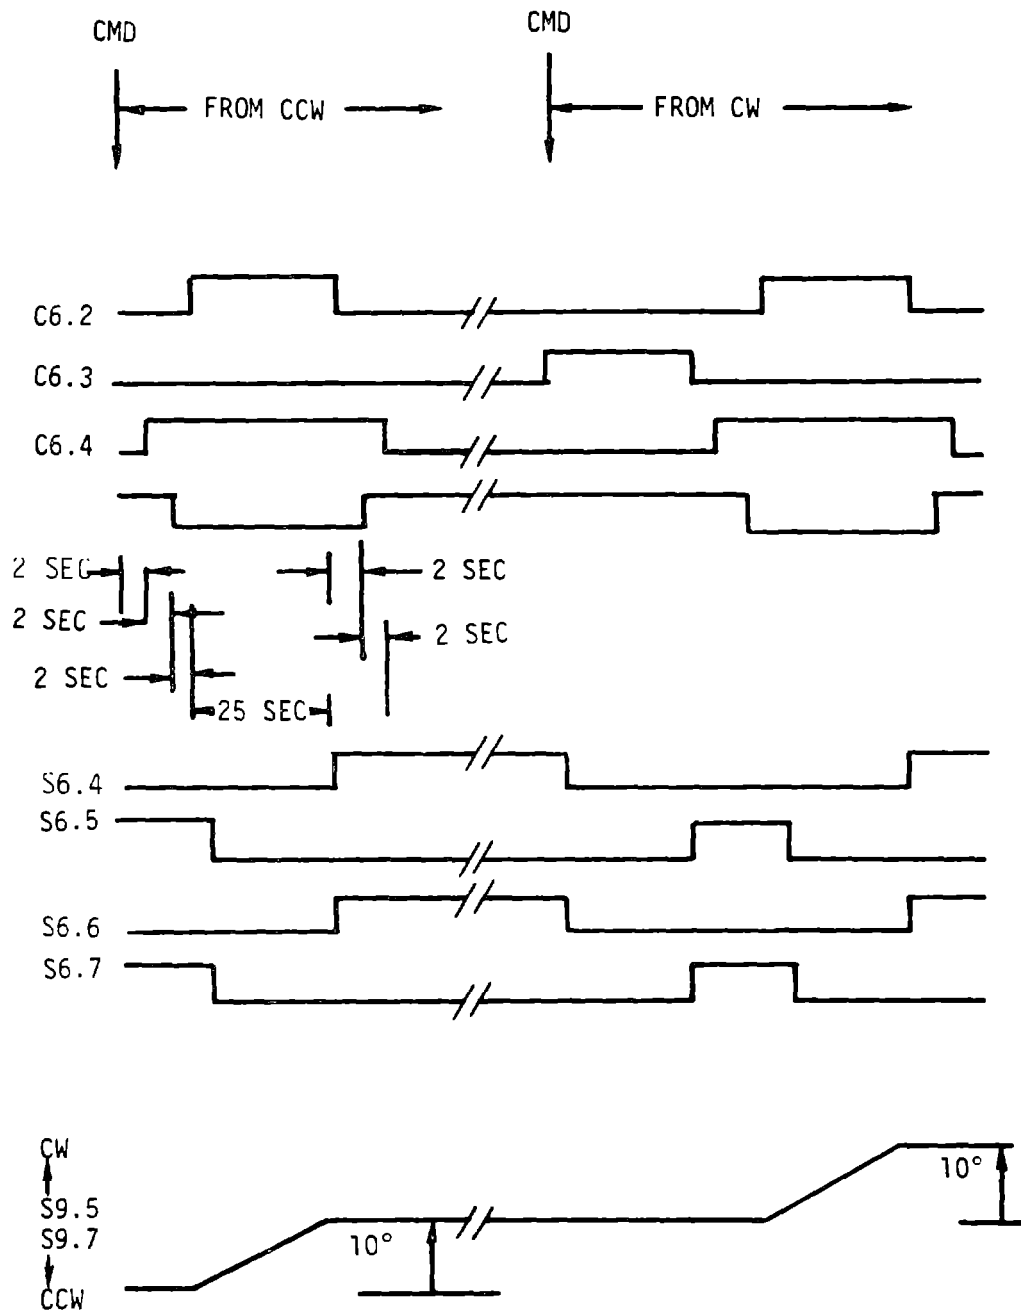 CMD
CMD
FROM CCW
FROM CW
C6.2
C6.3
C6.4
2 SEC
2 SEC
2 SEC
2 SEC
2 SEC
25 SEC
S6.4
S6.5
S6.6
S6.7
CW
10°
S9.5
S9.7
10°
CCW